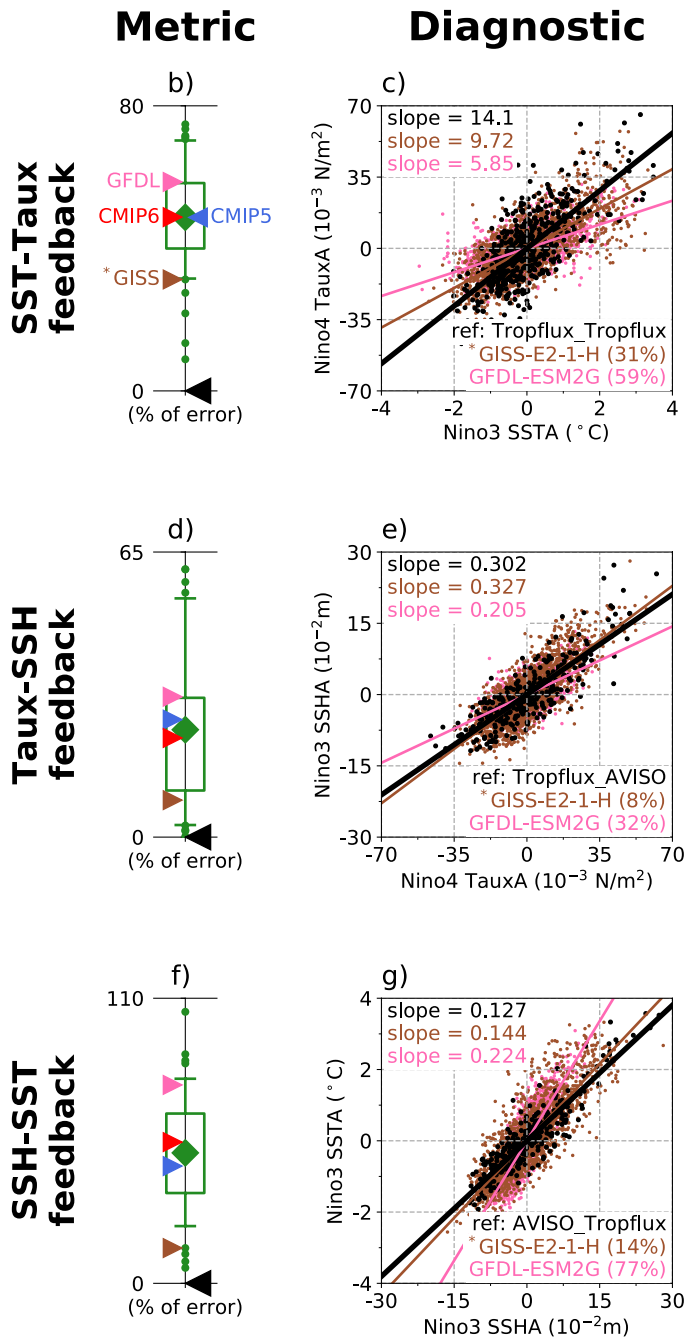 Metric
Diagnostic
SST-Taux
feedback
b)
80
GFDL
CMIP6
CMIP5
*GISS
0
(% of error)
c)
70
35
0
-35
-70
Nino4 TauxA (10⁻³ N/m²)
slope = 14.1
slope = 9.72
slope = 5.85
ref: Tropflux_Tropflux
*GISS-E2-1-H (31%)
GFDL-ESM2G (59%)
-4 -2 0 2 4
Nino3 SSTA (°C)
Taux-SSH
feedback
d)
65
0
(% of error)
e)
30
15
0
-15
-30
Nino3 SSHA (10⁻²m)
slope = 0.302
slope = 0.327
slope = 0.205
ref: Tropflux_AVISO
*GISS-E2-1-H (8%)
GFDL-ESM2G (32%)
-70 -35 0 35 70
Nino4 TauxA (10⁻³ N/m²)
SSH-SST
feedback
f)
110
0
(% of error)
g)
4
2
0
-2
-4
Nino3 SSTA (°C)
slope = 0.127
slope = 0.144
slope = 0.224
ref: AVISO_Tropflux
*GISS-E2-1-H (14%)
GFDL-ESM2G (77%)
-30 -15 0 15 30
Nino3 SSHA (10⁻²m)